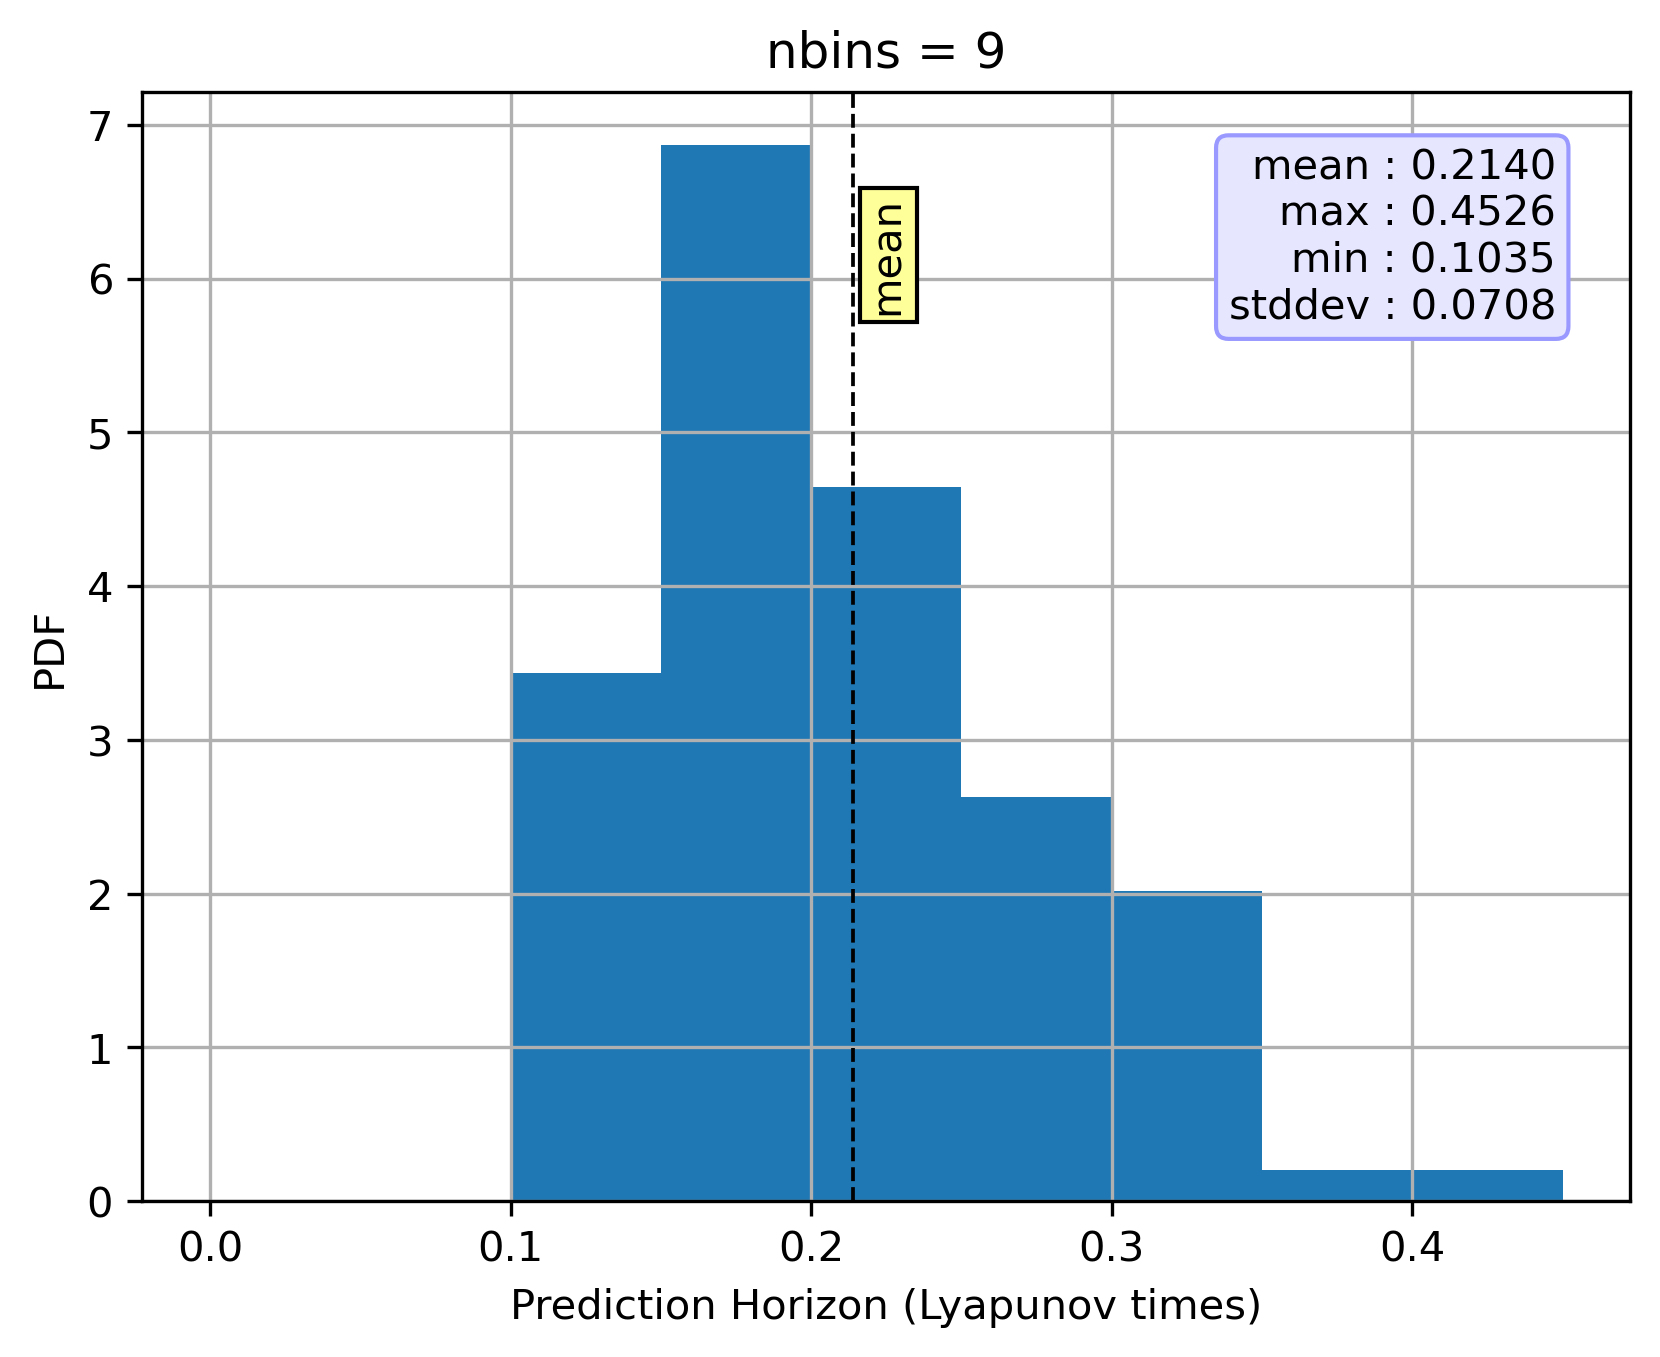 nbins = 9
7
6
5
4
3
2
1
0
PDF
mean
mean : 0.2140
max : 0.4526
min : 0.1035
stddev : 0.0708
0.0 0.1 0.2 0.3 0.4
Prediction Horizon (Lyapunov times)